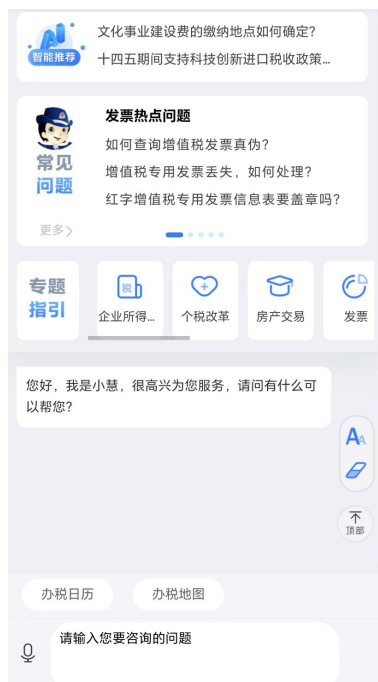 文化事业建设费的缴纳地点如何确定?
AI
智能推荐
十四五期间支持科技创新进口税收政策...
发票热点问题
如何查询增值税发票真伪?
常见
问题
增值税专用发票丢失，如何处理?
红字增值税专用发票信息表要盖章吗?
更多>
专题
指引
税
企业所得...
个税改革
房产交易
发票
您好，我是小慧，很高兴为您服务，请问有什么可
以帮您?
AA
顶部
办税日历
办税地图
请输入您要咨询的问题